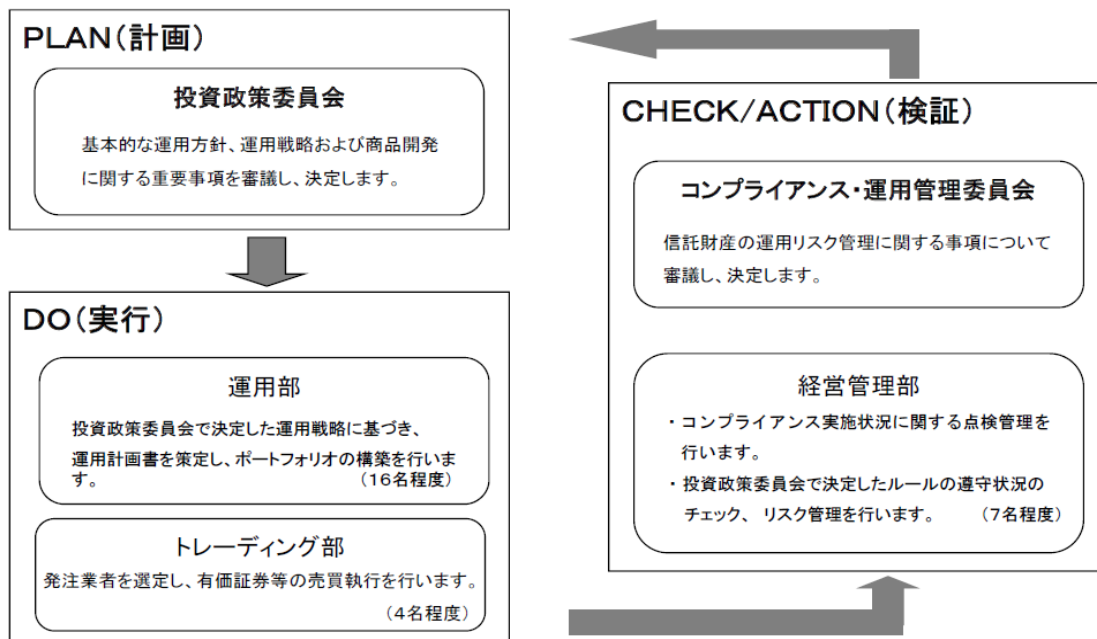 PLAN(計画)
投資政策委員会
基本的な運用方針、運用戦略および商品開発
に関する重要事項を審議し、決定します。
DO(実行)
運用部
投資政策委員会で決定した運用戦略に基づき、
運用計画書を策定し、ポートフォリオの構築を行いま
す。 (16名程度)
トレーディング部
発注業者を選定し、有価証券等の売買執行を行います。
(4名程度)
CHECK/ACTION(検証)
コンプライアンス・運用管理委員会
信託財産の運用リスク管理に関する事項について
審議し、決定します。
経営管理部
・コンプライアンス実施状況に関する点検管理を
行います。
・投資政策委員会で決定したルールの遵守状況の
チェック、 リスク管理を行います。 (7名程度)